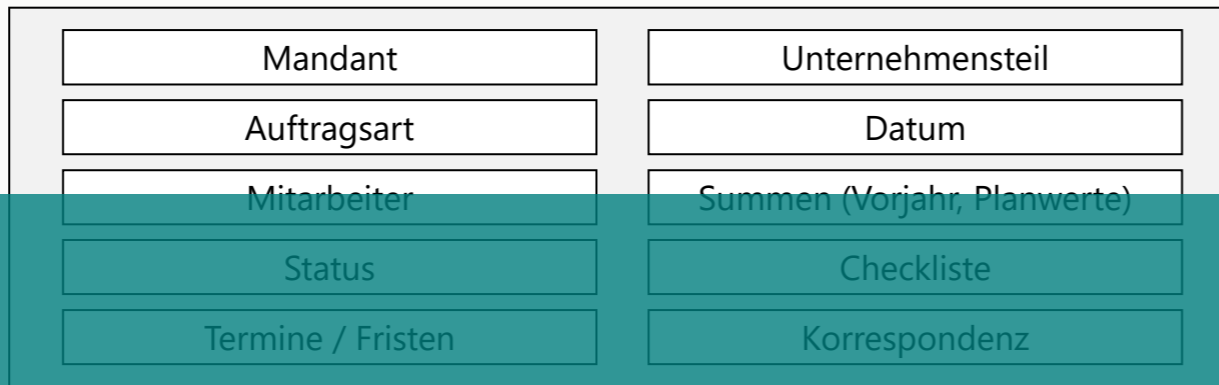 Mandant
Unternehmensteil
Auftragsart
Datum
Mitarbeiter
Summen (Vorjahr, Planwerte)
Status
Checkliste
Termine / Fristen
Korrespondenz